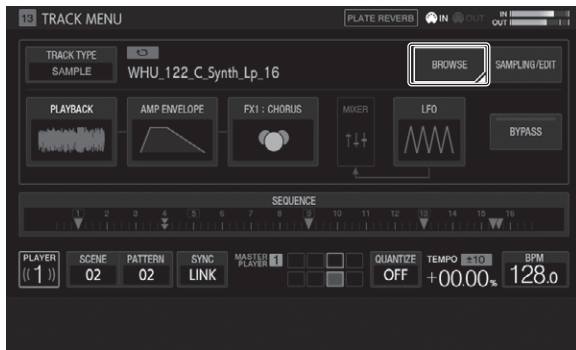 13 TRACK MENU
PLATE REVERB
IN
OUT
IN
OUT
TRACK TYPE
SAMPLE
WHU_122_C_Synth_Lp_16
BROWSE
SAMPLING/EDIT
PLAYBACK
AMP ENVELOPE
FX1 : CHORUS
MIXER
LFO
BYPASS
SEQUENCE
1 2 3 4 5 6 7 8 9 10 11 12 13 14 15 16
PLAYER
1
SCENE
02
PATTERN
02
SYNC
LINK
MASTER PLAYER 1
QUANTIZE
OFF
TEMPO ±10
+00.00%
BPM
128.0